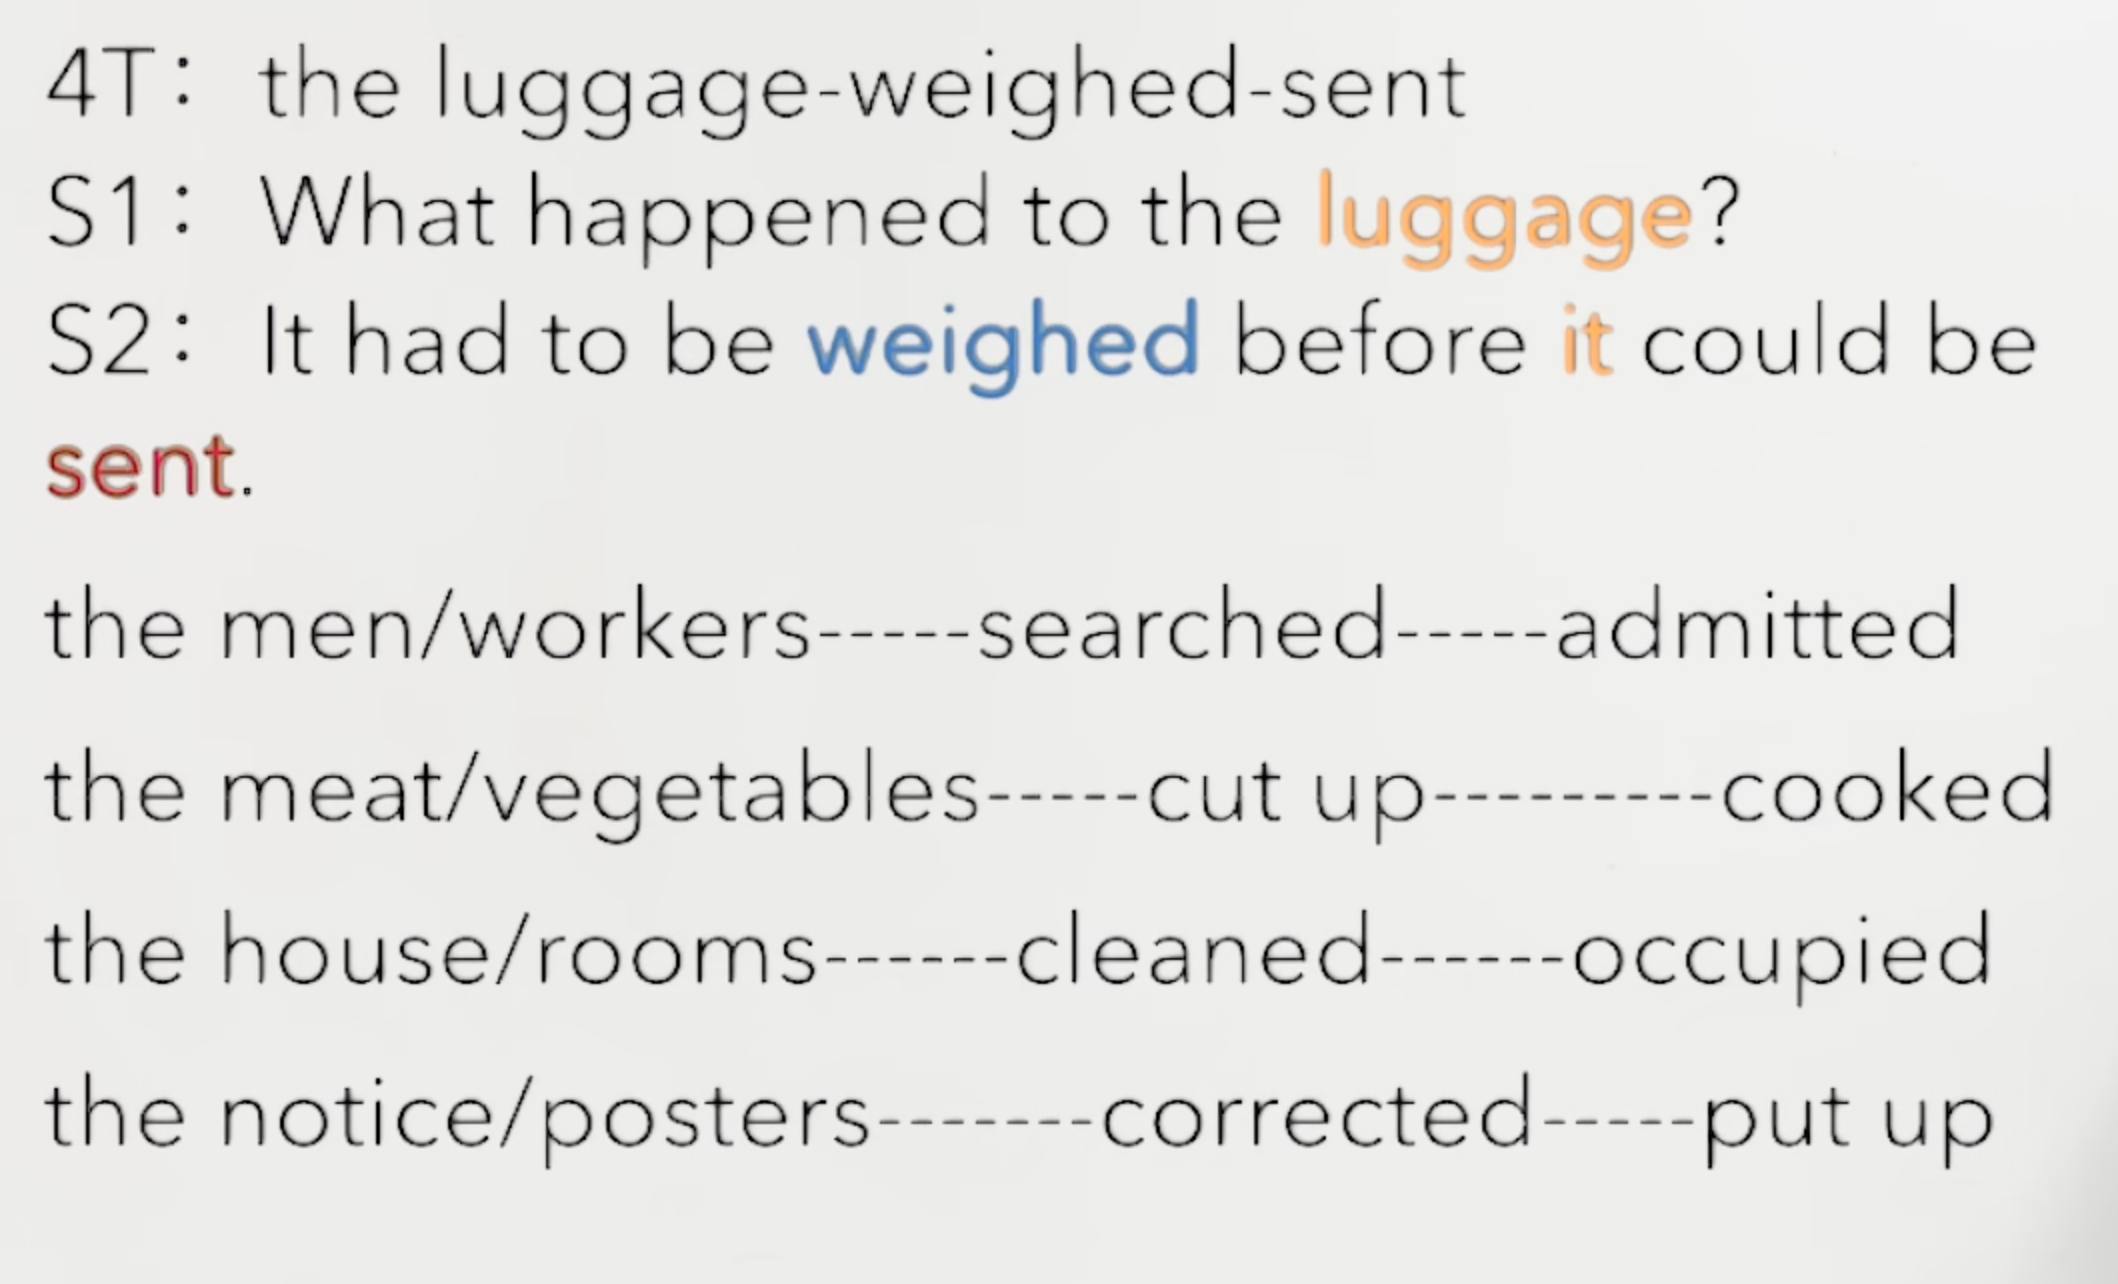 4T: the luggage-weighed-sent
S1: What happened to the luggage?
S2: It had to be weighed before it could be
sent.
the men/workers-----searched-----admitted
the meat/vegetables-----cut up---------cooked
the house/rooms------cleaned------occupied
the notice/posters-------corrected-----put up